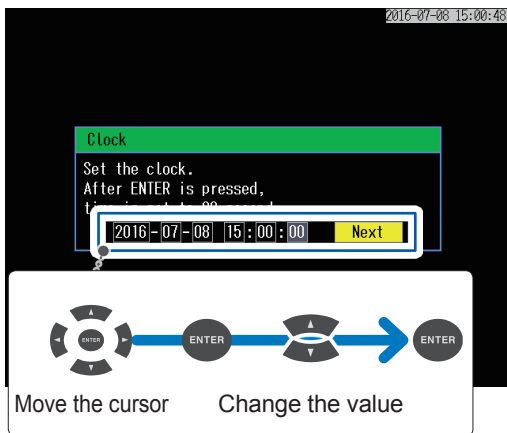 2016-07-08 15:00:48
Clock
Set the clock.
After ENTER is pressed,
2016-07-08 15:00:00 Next
ENTER ENTER ENTER
Move the cursor Change the value